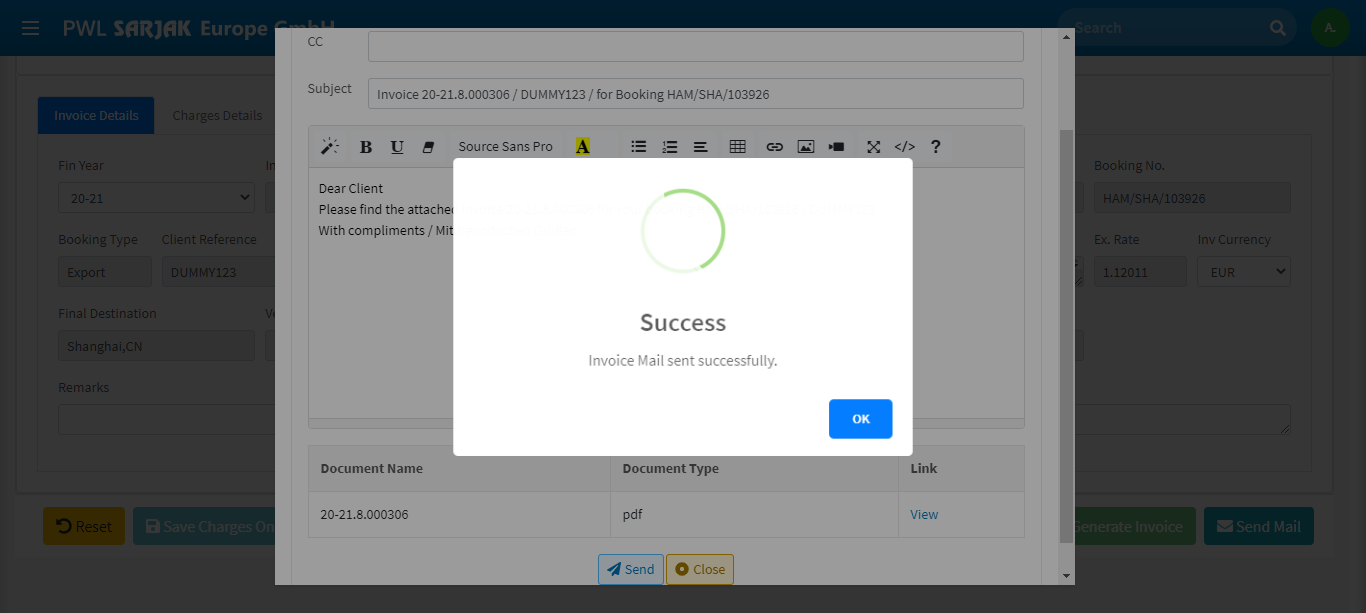 PWL SARJAK Europe GmbH
Search
A.
CC
Subject
Invoice 20-21.8.000306 / DUMMY123 / for Booking HAM/SHA/103926
Invoice Details
Charges Details
B U Source Sans Pro A </> ?
Fin Year
Booking No.
20-21
HAM/SHA/103926
Dear Client
Please find the attached
With compliments / Mit
Booking Type
Client Reference
Ex. Rate
Inv Currency
Export
DUMMY123
1.12011
EUR
Final Destination
Shanghai,CN
Remarks
Success
Invoice Mail sent successfully.
OK
Document Name
Document Type
Link
20-21.8.000306
pdf
View
Reset
Save Charges On
Generate Invoice
Send Mail
Send
Close